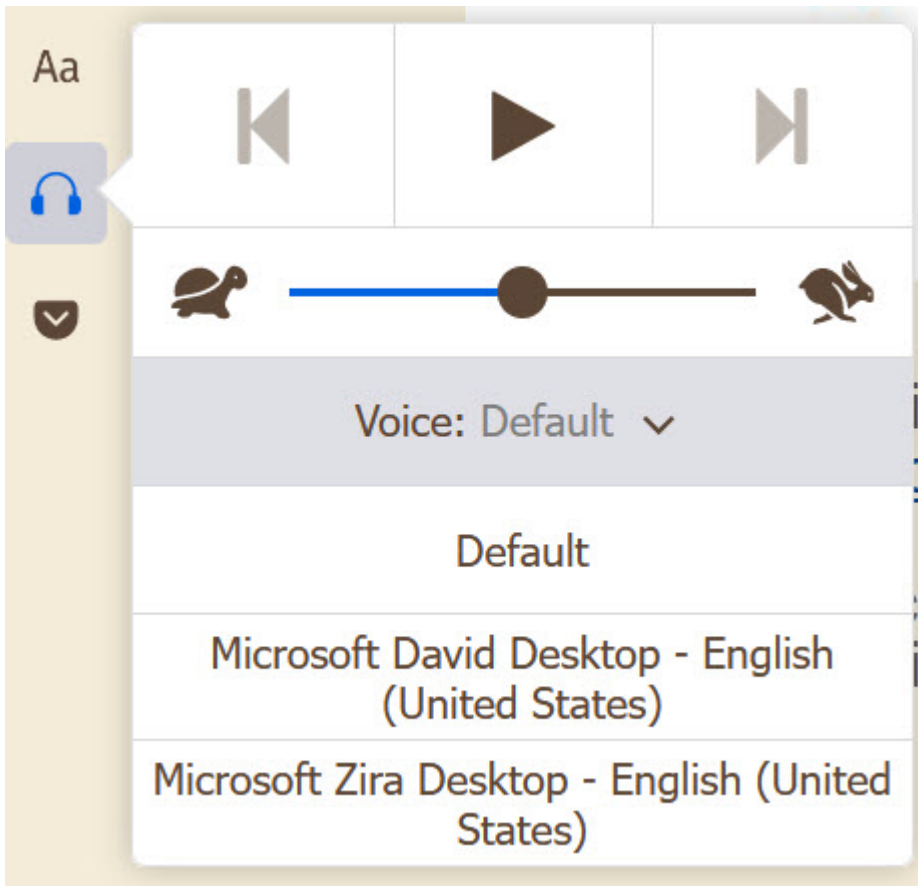 Aa
Voice: Default
Default
Microsoft David Desktop - English
(United States)
Microsoft Zira Desktop - English (United
States)